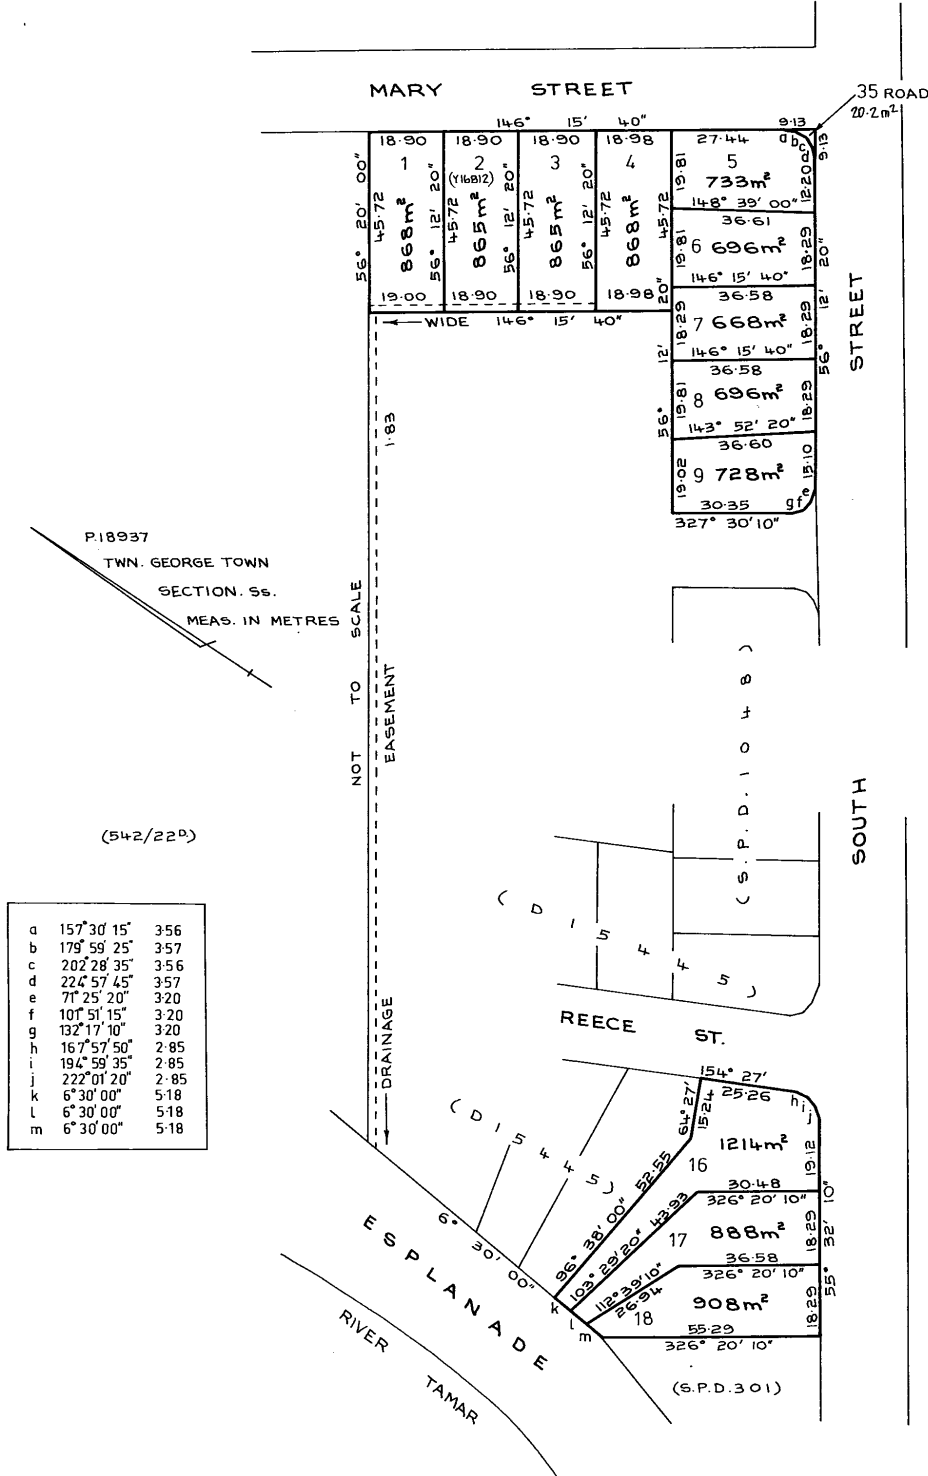 MARY STREET
35 ROAD
20.2m²
146° 15' 40"
9.13
9.13
18.90 18.90 18.90 18.98 27.44 a b c d
1 2 3 4 5
(Y16812)
56° 20' 00"
45.72
868m²
56° 12' 20"
45.72
865m²
56° 12' 20"
45.72
865m²
56° 12' 20"
45.72
868m²
45.72
19.81
733m²
12.20
148° 39' 00"
36.61
19.81
6 696m²
18.29
146° 15' 40"
36.58
18.29
7 668m²
18.29
146° 15' 40"
36.58
19.81
8 696m²
18.29
143° 52' 20"
36.60
19.02
9 728m²
15.10
30.35 g f e
327° 30' 10"
19.00 18.90 18.90 18.98
WIDE 146° 15' 40"
56° 12' 20"
56° 12' 20"
1.83
EASEMENT
DRAINAGE
NOT TO SCALE
SOUTH STREET
P.18937
TWN. GEORGE TOWN
SECTION. Ss.
MEAS. IN METRES
(542/22D.)
(S.P.D. 1048)
(D15445)
REECE ST.
a 157° 30' 15" 3.56
b 179° 59' 25" 3.57
c 202° 28' 35" 3.56
d 224° 57' 45" 3.57
e 71° 25' 20" 3.20
f 101° 51' 15" 3.20
g 132° 17' 10" 3.20
h 167° 57' 50" 2.85
i 194° 59' 35" 2.85
j 222° 01' 20" 2.85
k 6° 30' 00" 5.18
l 6° 30' 00" 5.18
m 6° 30' 00" 5.18
154° 27'
25.26
h i j
64° 27'
15.24
(D15445)
16 1214m²
19.12
52.55
96° 38' 00"
30.48
326° 20' 10"
43.93
103° 29' 20"
17 888m²
18.29
36.58
326° 20' 10"
112° 39' 10"
26.94
18 908m²
18.29
55.29
326° 20' 10"
55° 32' 10"
k
l
m
6° 30' 00"
ESPLANADE
RIVER TAMAR
(S.P.D.301)